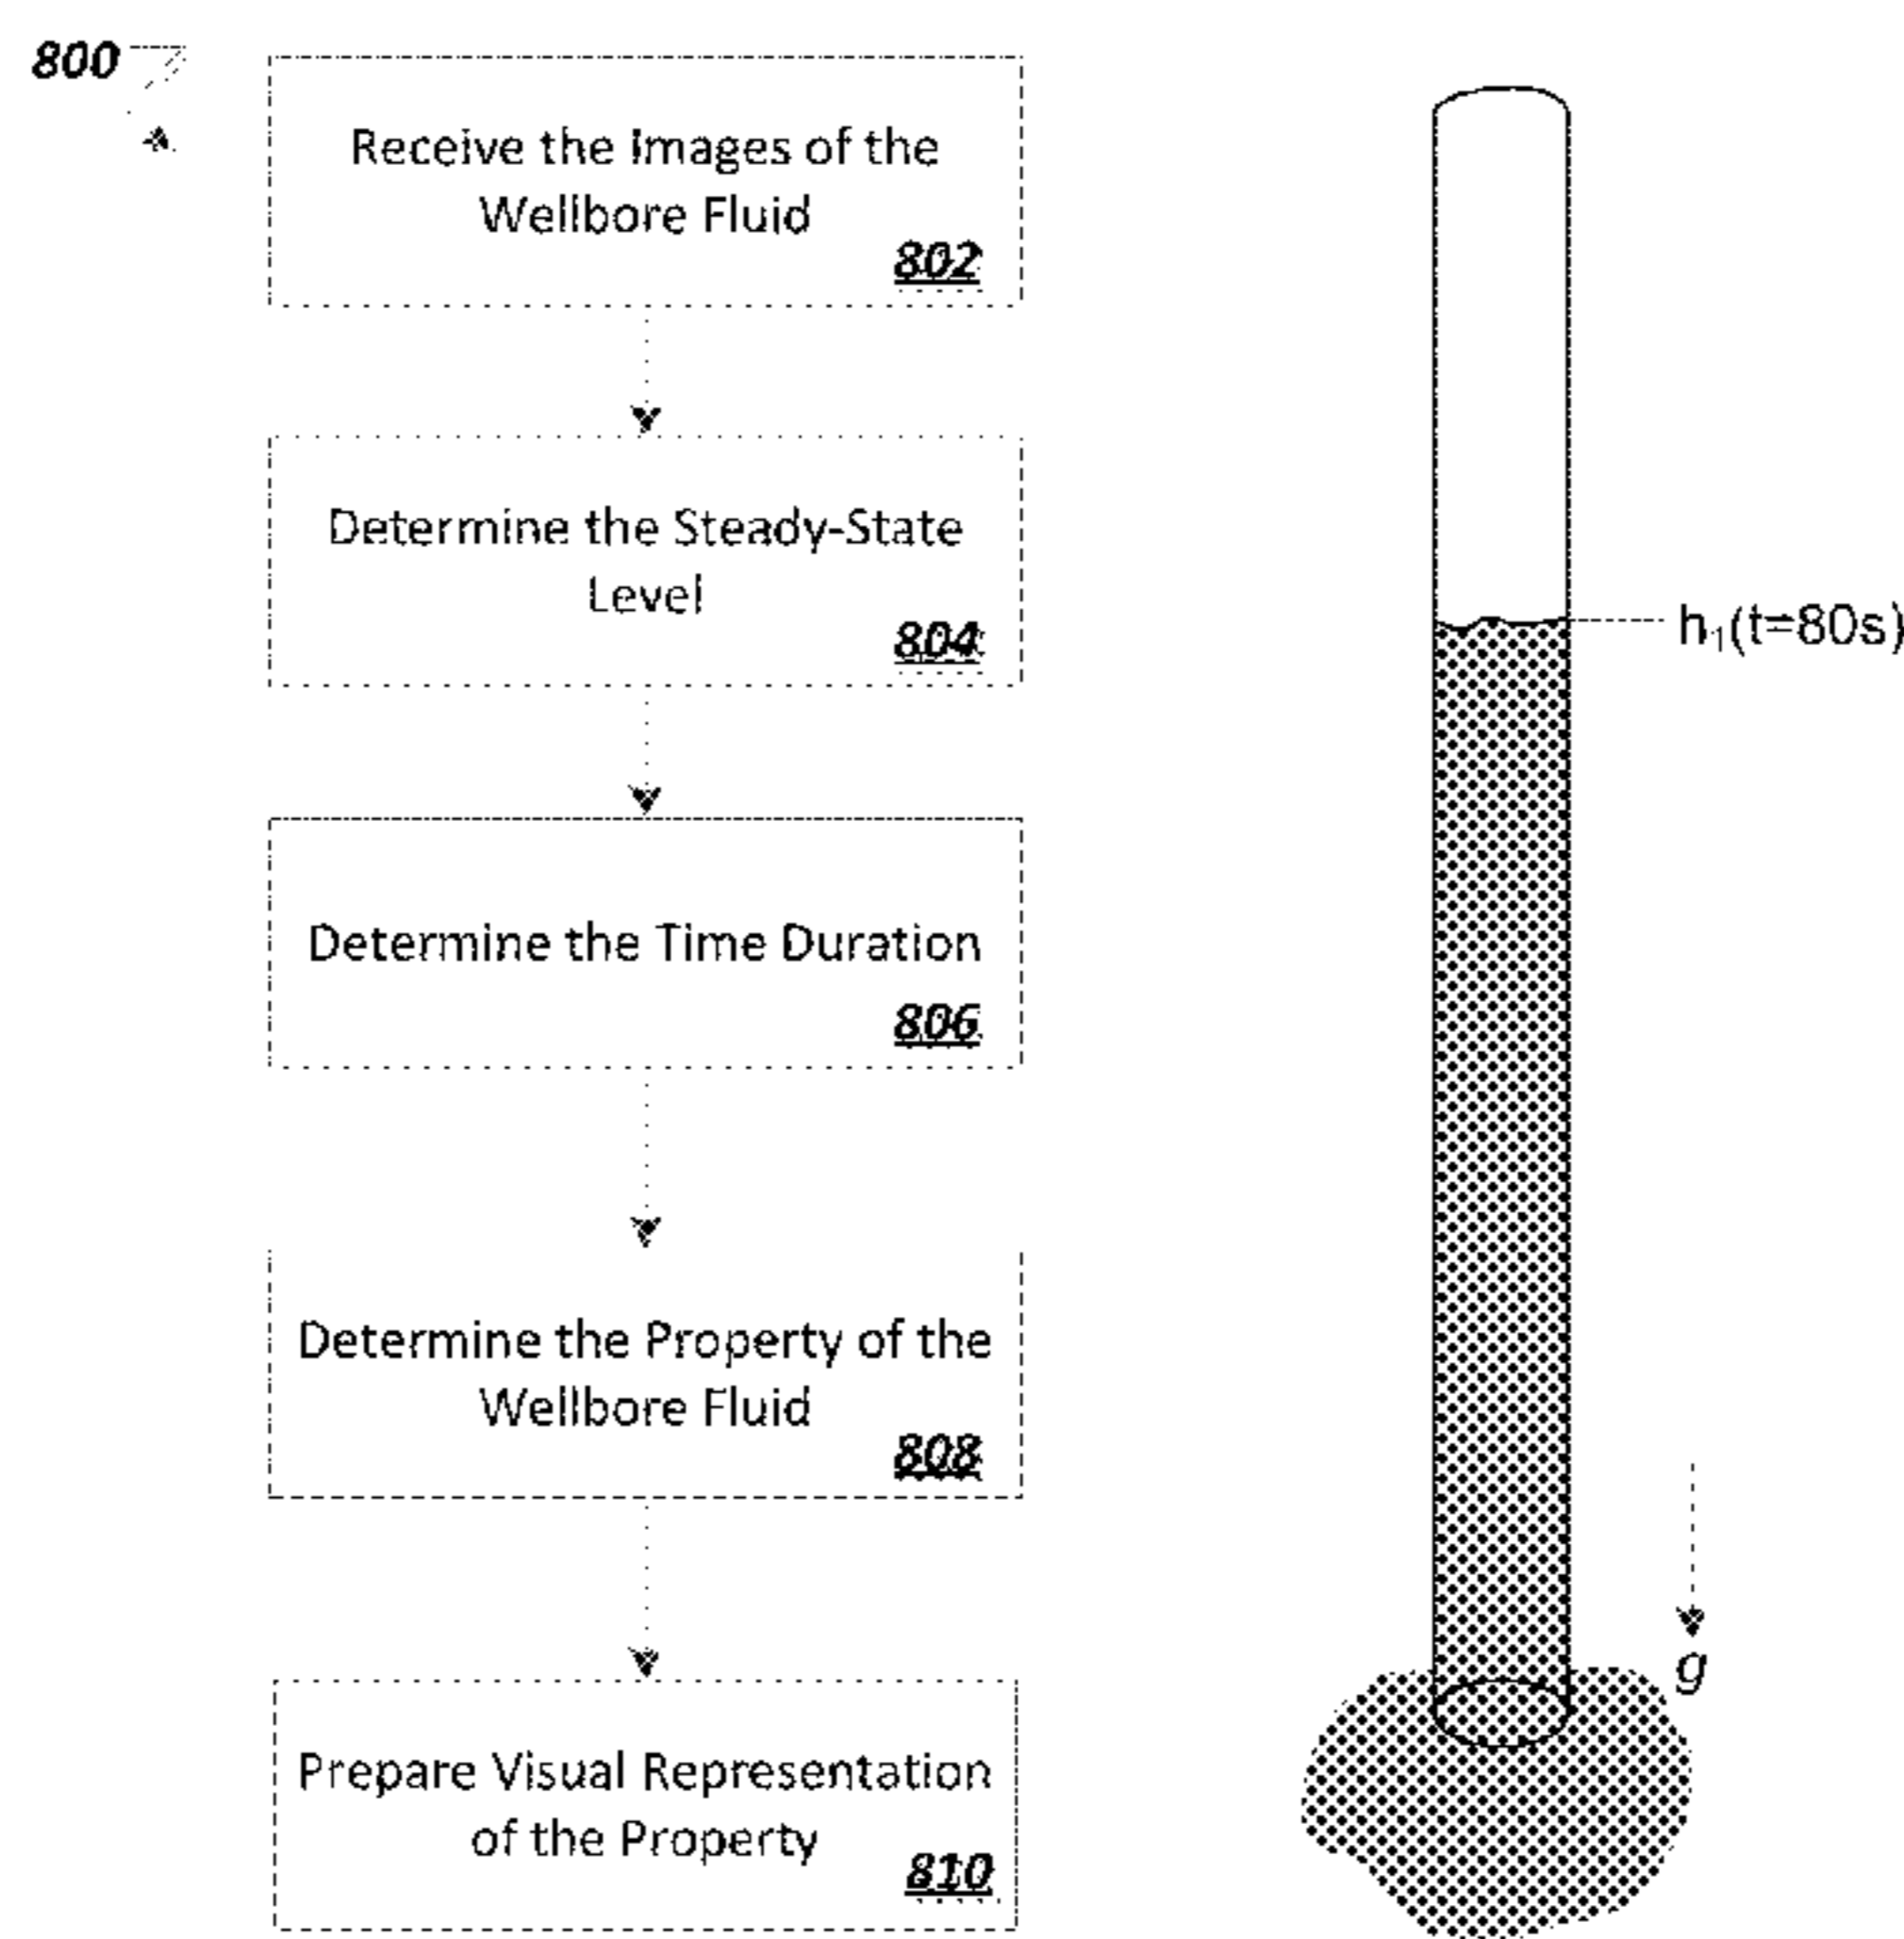 800
Receive the Images of the
Wellbore Fluid
802
Determine the Steady-State
Level
804
h₁(t=80s)
Determine the Time Duration
806
Determine the Property of the
Wellbore Fluid
808
g
Prepare Visual Representation
of the Property
810